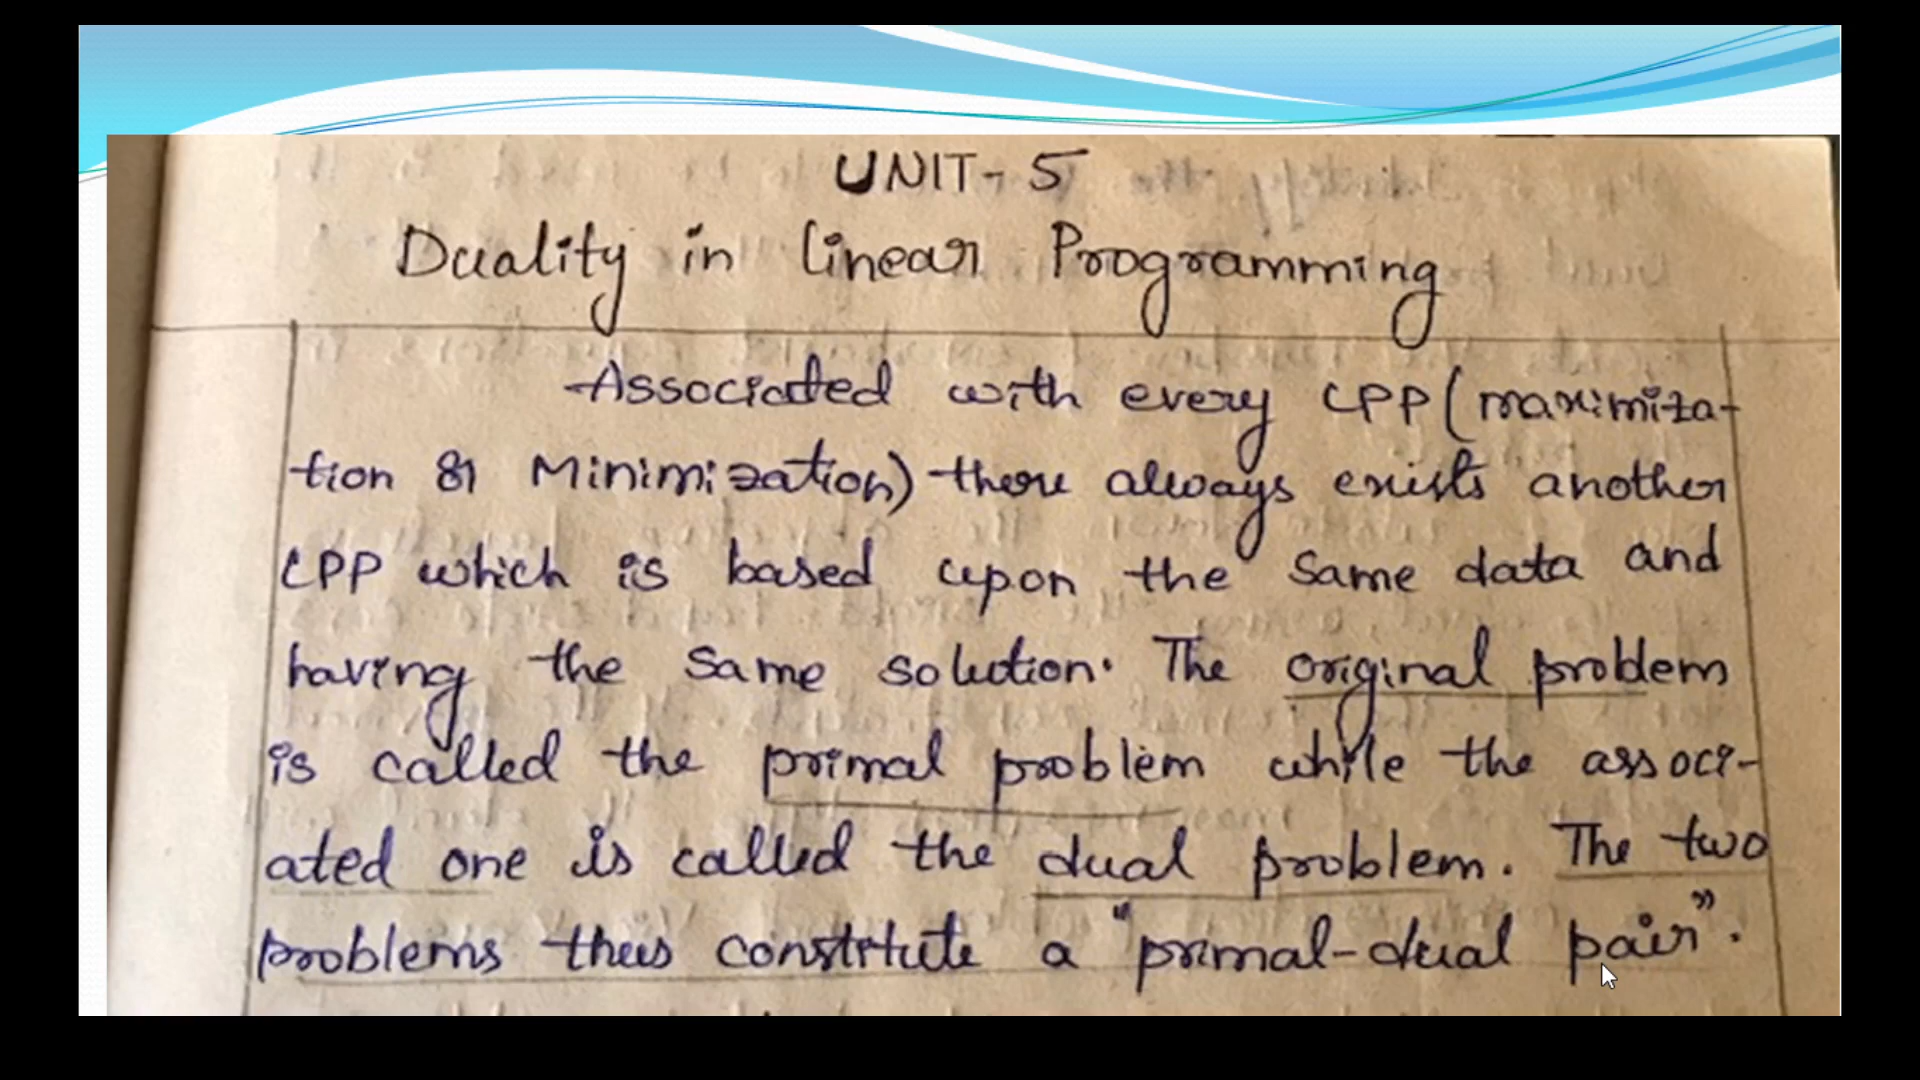 UNIT-5
Duality in linear Programming
Associated with every LPP (maximiza-
tion or Minimization) there always exists another
LPP which is based upon the same data and
having the same solution. The original problem
is called the primal problem while the associ-
ated one is called the dual problem. The two
problems thus constitute a "primal-dual pair".